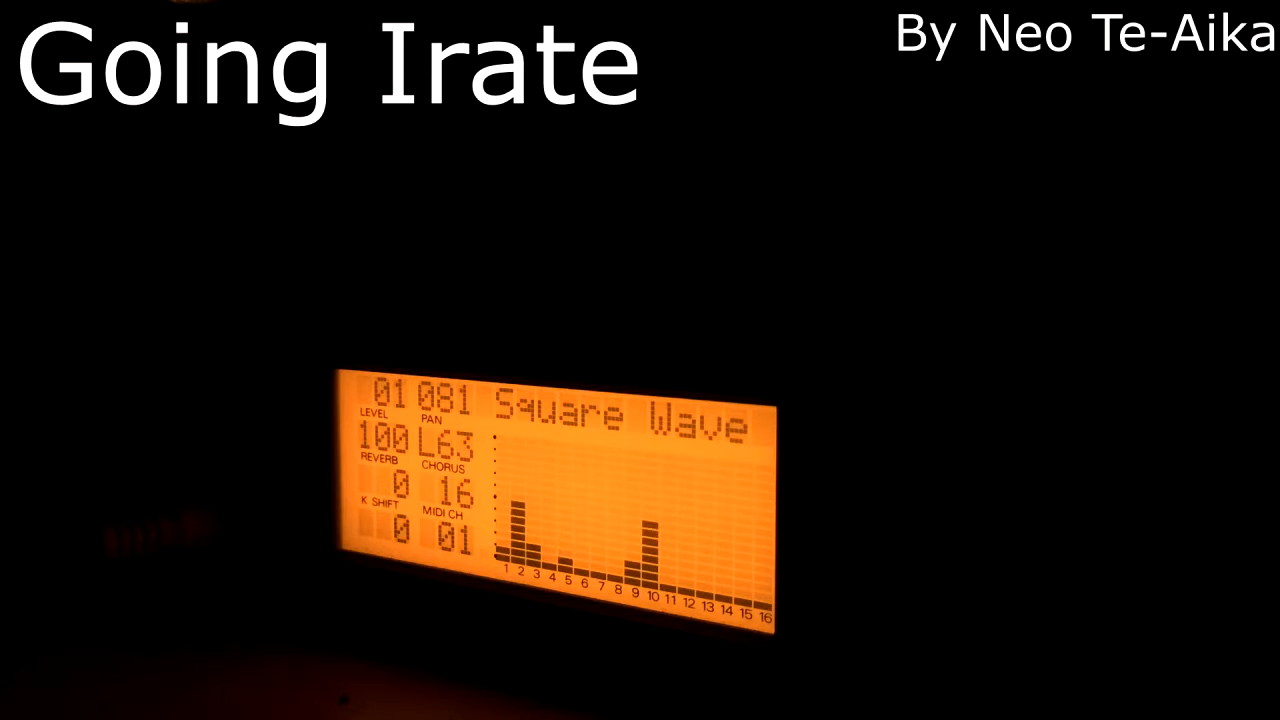 Going Irate
By Neo Te-Aika
01 081 Square Wave
LEVEL PAN
100 L63
REVERB CHORUS
0 16
K SHIFT MIDI CH
0 01
1 2 3 4 5 6 7 8 9 10 11 12 13 14 15 16